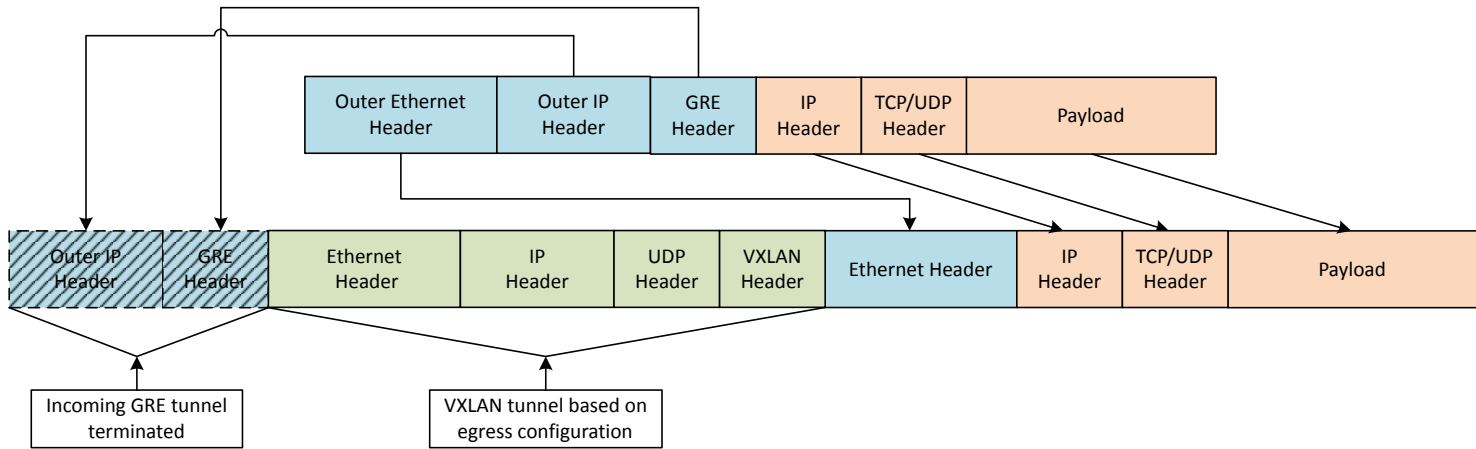 Outer Ethernet
Header
Outer IP
Header
GRE
Header
IP
Header
TCP/UDP
Header
Payload
Outer IP
Header
GRE
Header
Ethernet
Header
IP
Header
UDP
Header
VXLAN
Header
Ethernet Header
IP
Header
TCP/UDP
Header
Payload
Incoming GRE tunnel
terminated
VXLAN tunnel based on
egress configuration